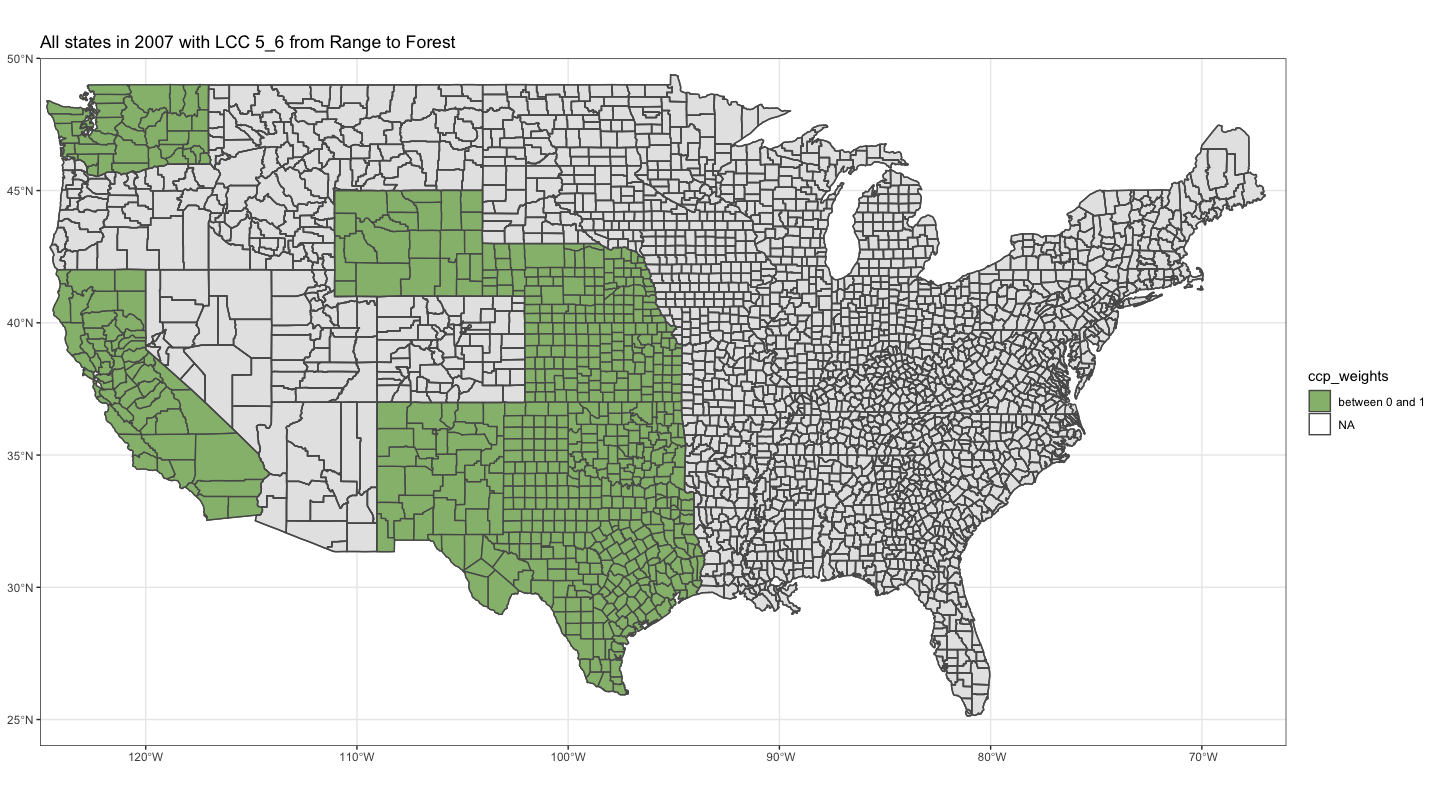 All states in 2007 with LCC 5_6 from Range to Forest
50°N
45°N
40°N
35°N
30°N
25°N
120°W
110°W
100°W
90°W
80°W
70°W
ccp_weights
between 0 and 1
NA